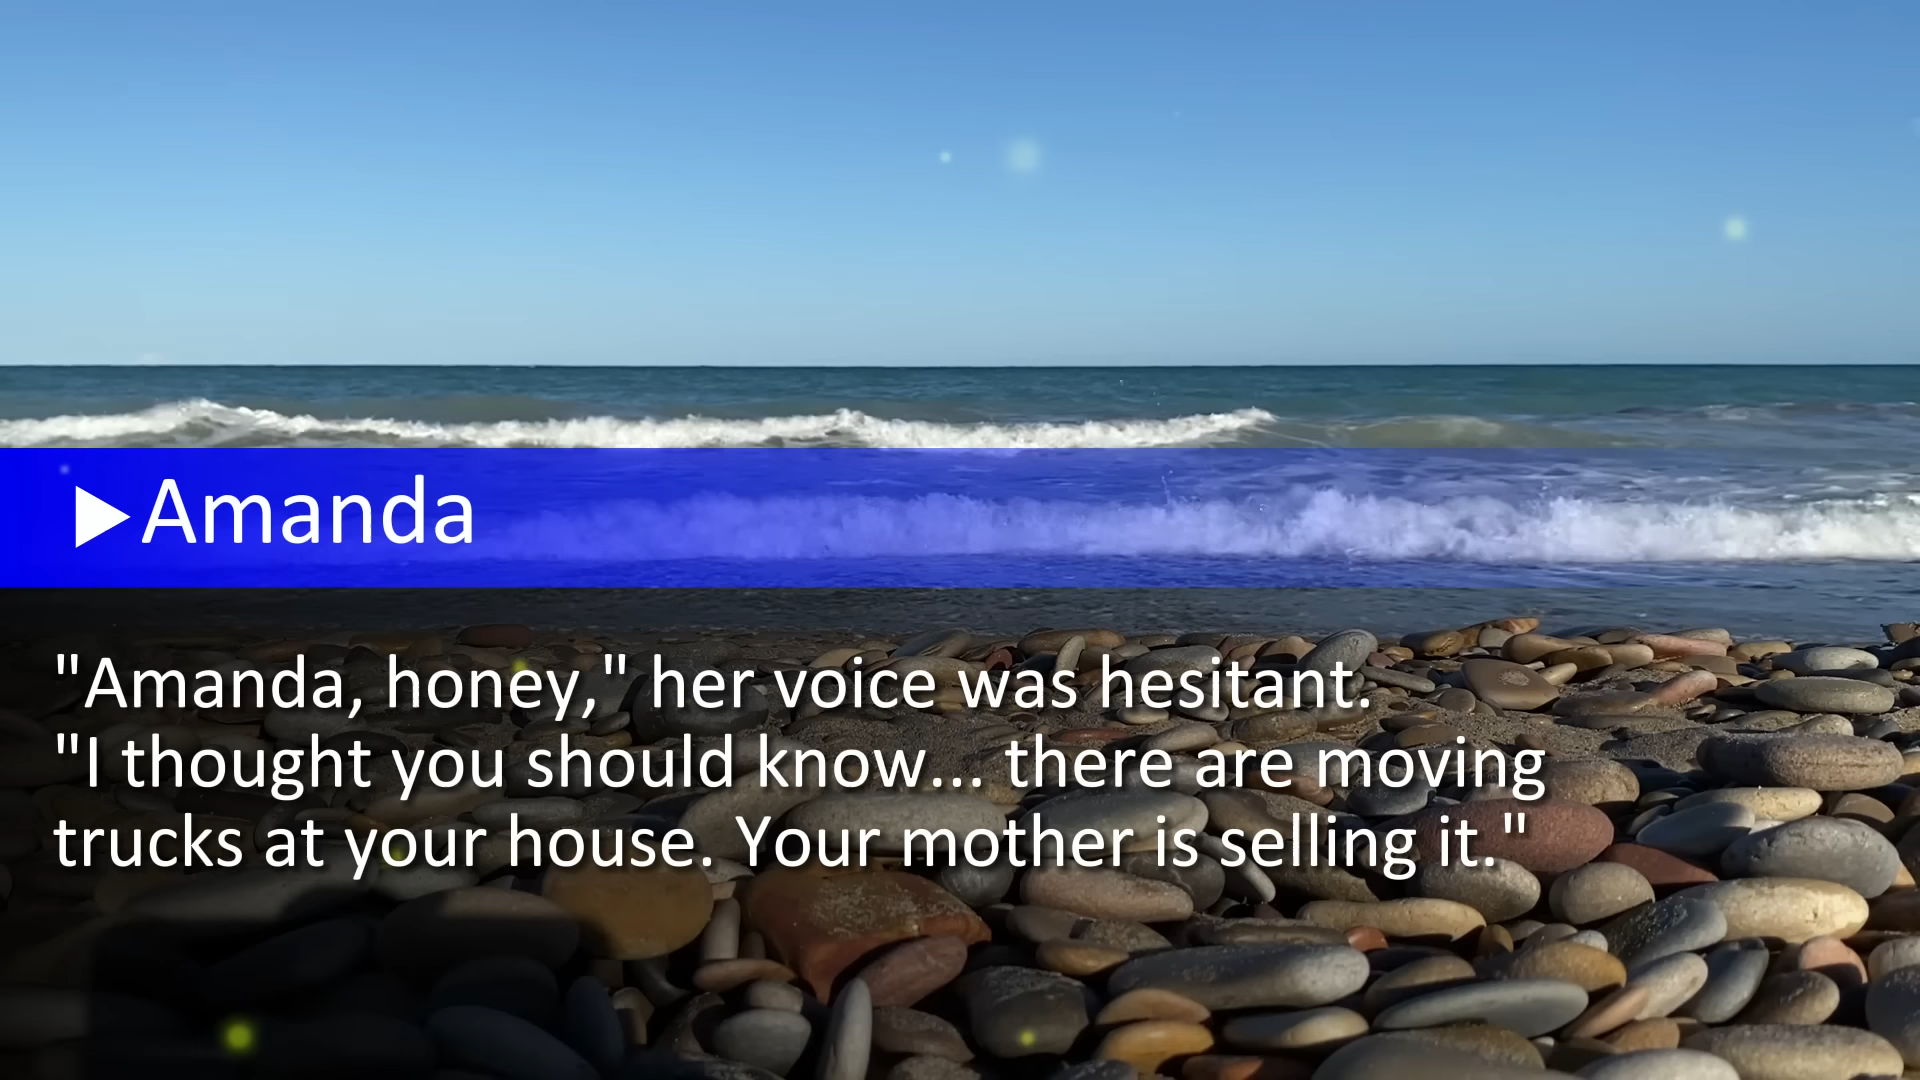 ▶Amanda
"Amanda, honey," her voice was hesitant.
"I thought you should know... there are moving
trucks at your house. Your mother is selling it."